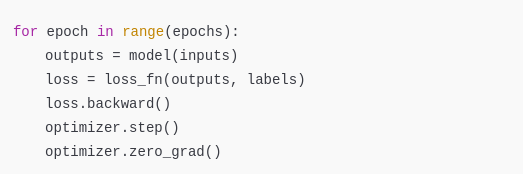 for epoch in range(epochs):
    outputs = model(inputs)
    loss = loss_fn(outputs, labels)
    loss.backward()
    optimizer.step()
    optimizer.zero_grad()